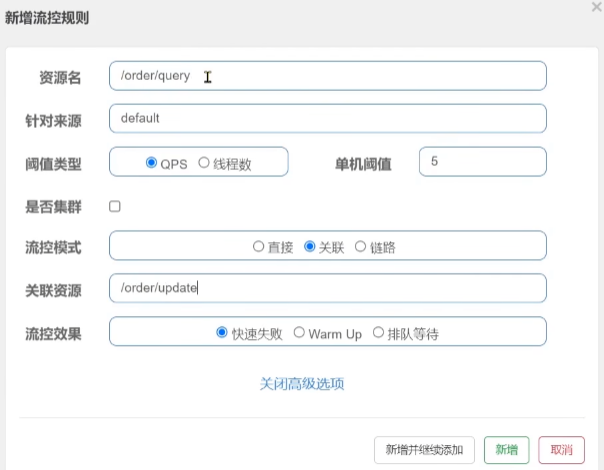 新增流控规则
资源名 /order/query
针对来源 default
阈值类型 QPS 线程数 单机阈值 5
是否集群
流控模式 直接 关联 链路
关联资源 /order/update
流控效果 快速失败 Warm Up 排队等待
关闭高级选项
新增并继续添加 新增 取消